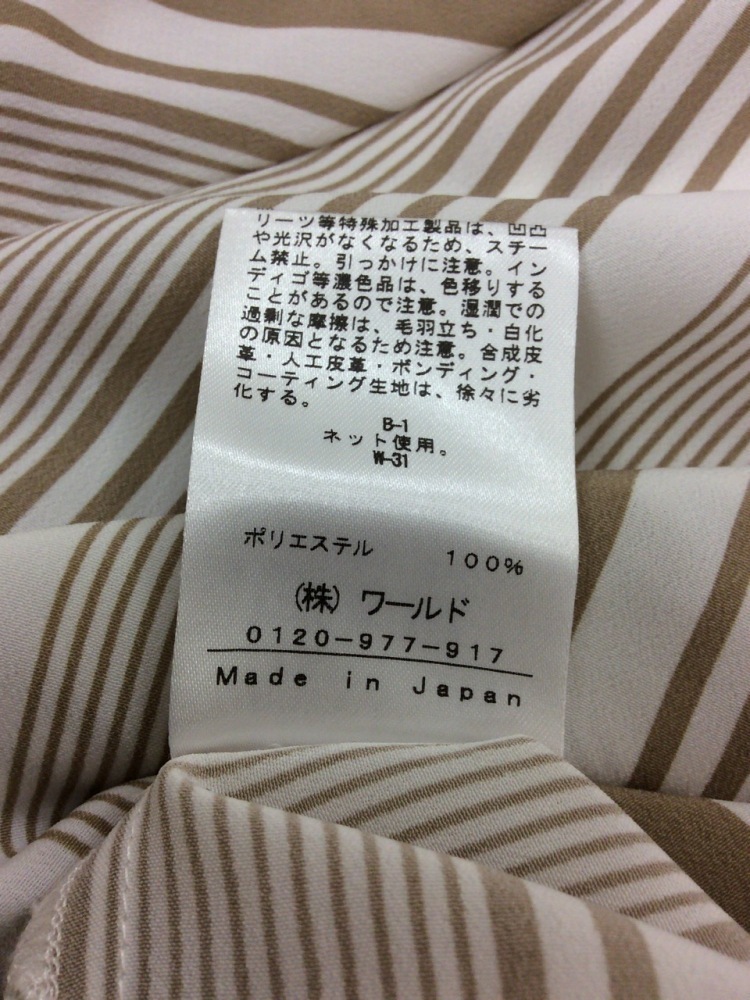 リーツ等特殊加工製品は、凹凸
や光沢がなくなるため、スチー
ム禁止。引っかけに注意。イン
ディゴ等濃色品は、色移りする
ことがあるので注意。湿潤での
過剰な摩擦は、毛羽立ち・白化
の原因となるため注意。合成皮
革・人工皮革・ボンディング・
コーティング生地は、徐々に劣
化する。
B-1
ネット使用。
W-31
ポリエステル 100%
(株)ワールド
0120-977-917
Made in Japan